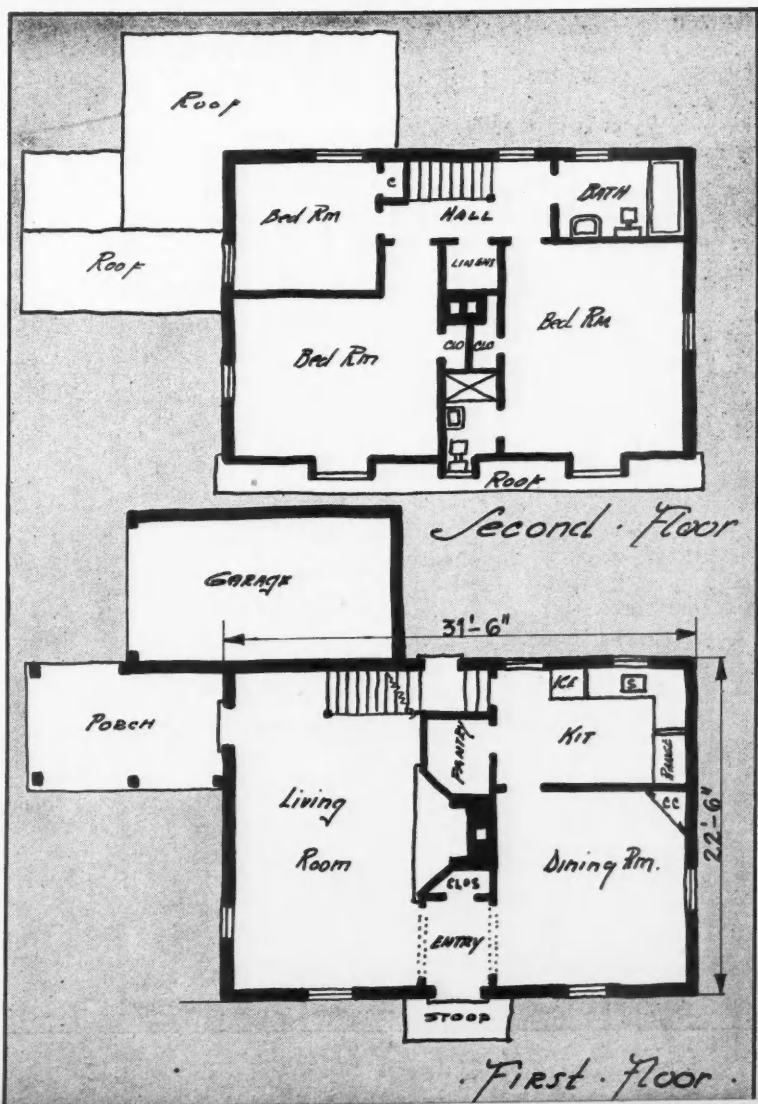 Roof
Bed Rm
C
HALL
BATH
Roof
LINENS
Bed Rm
CLO
CLO
Bed Rm
Roof
Second. Floor
GARAGE
31'-6"
PORCH
ICE
S
PANTRY
KIT
RANGE
Living
Room
CC
22'-6"
CLOS
Dining Rm.
ENTRY
STOOP
.First.Floor.